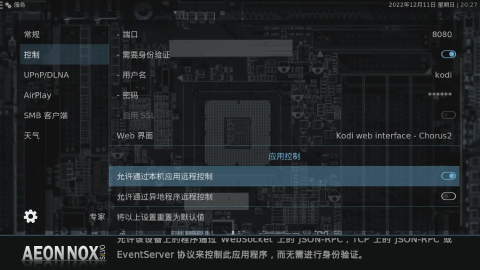 服务
2022年12月11日 星期日 | 20:27
常规
控制
UPnP/DLNA
AirPlay
SMB 客户端
天气
专家
- 端口 8080
- 需要身份验证
- 用户名 kodi
- 密码 ******
- 启用 SSL
Web 界面 Kodi web interface - Chorus2
应用控制
允许通过本机应用远程控制
允许通过异地程序远程控制
将以上设置重置为默认值
允许该设备上的程序通过 WebSocket 上的 JSON-RPC , TCP 上的 JSON-RPC 或
EventServer 协议来控制此应用程序，而无需进行身份验证。
AEON NOX